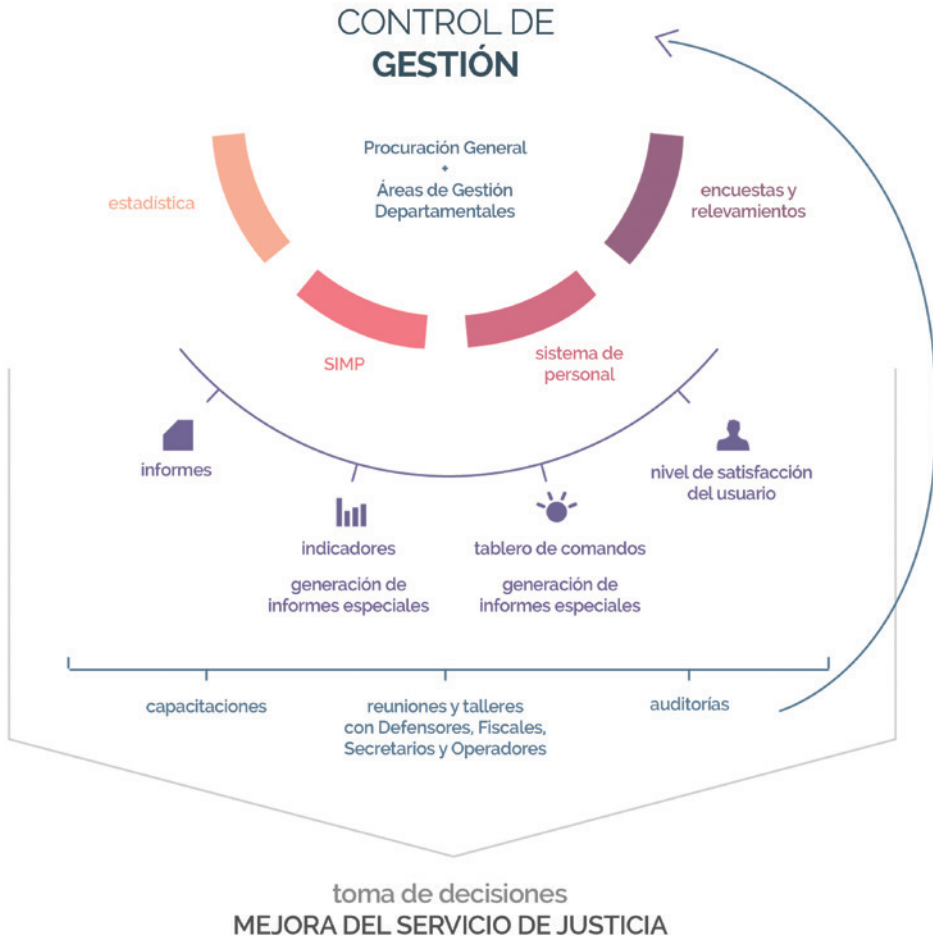 CONTROL DE
GESTIÓN
Procuración General
+
Áreas de Gestión
Departamentales
estadística
encuestas y
relevamientos
SIMP
sistema de
personal
informes
nivel de satisfacción
del usuario
indicadores
tablero de comandos
generación de
informes especiales
generación de
informes especiales
capacitaciones
reuniones y talleres
con Defensores, Fiscales,
Secretarios y Operadores
auditorías
toma de decisiones
MEJORA DEL SERVICIO DE JUSTICIA